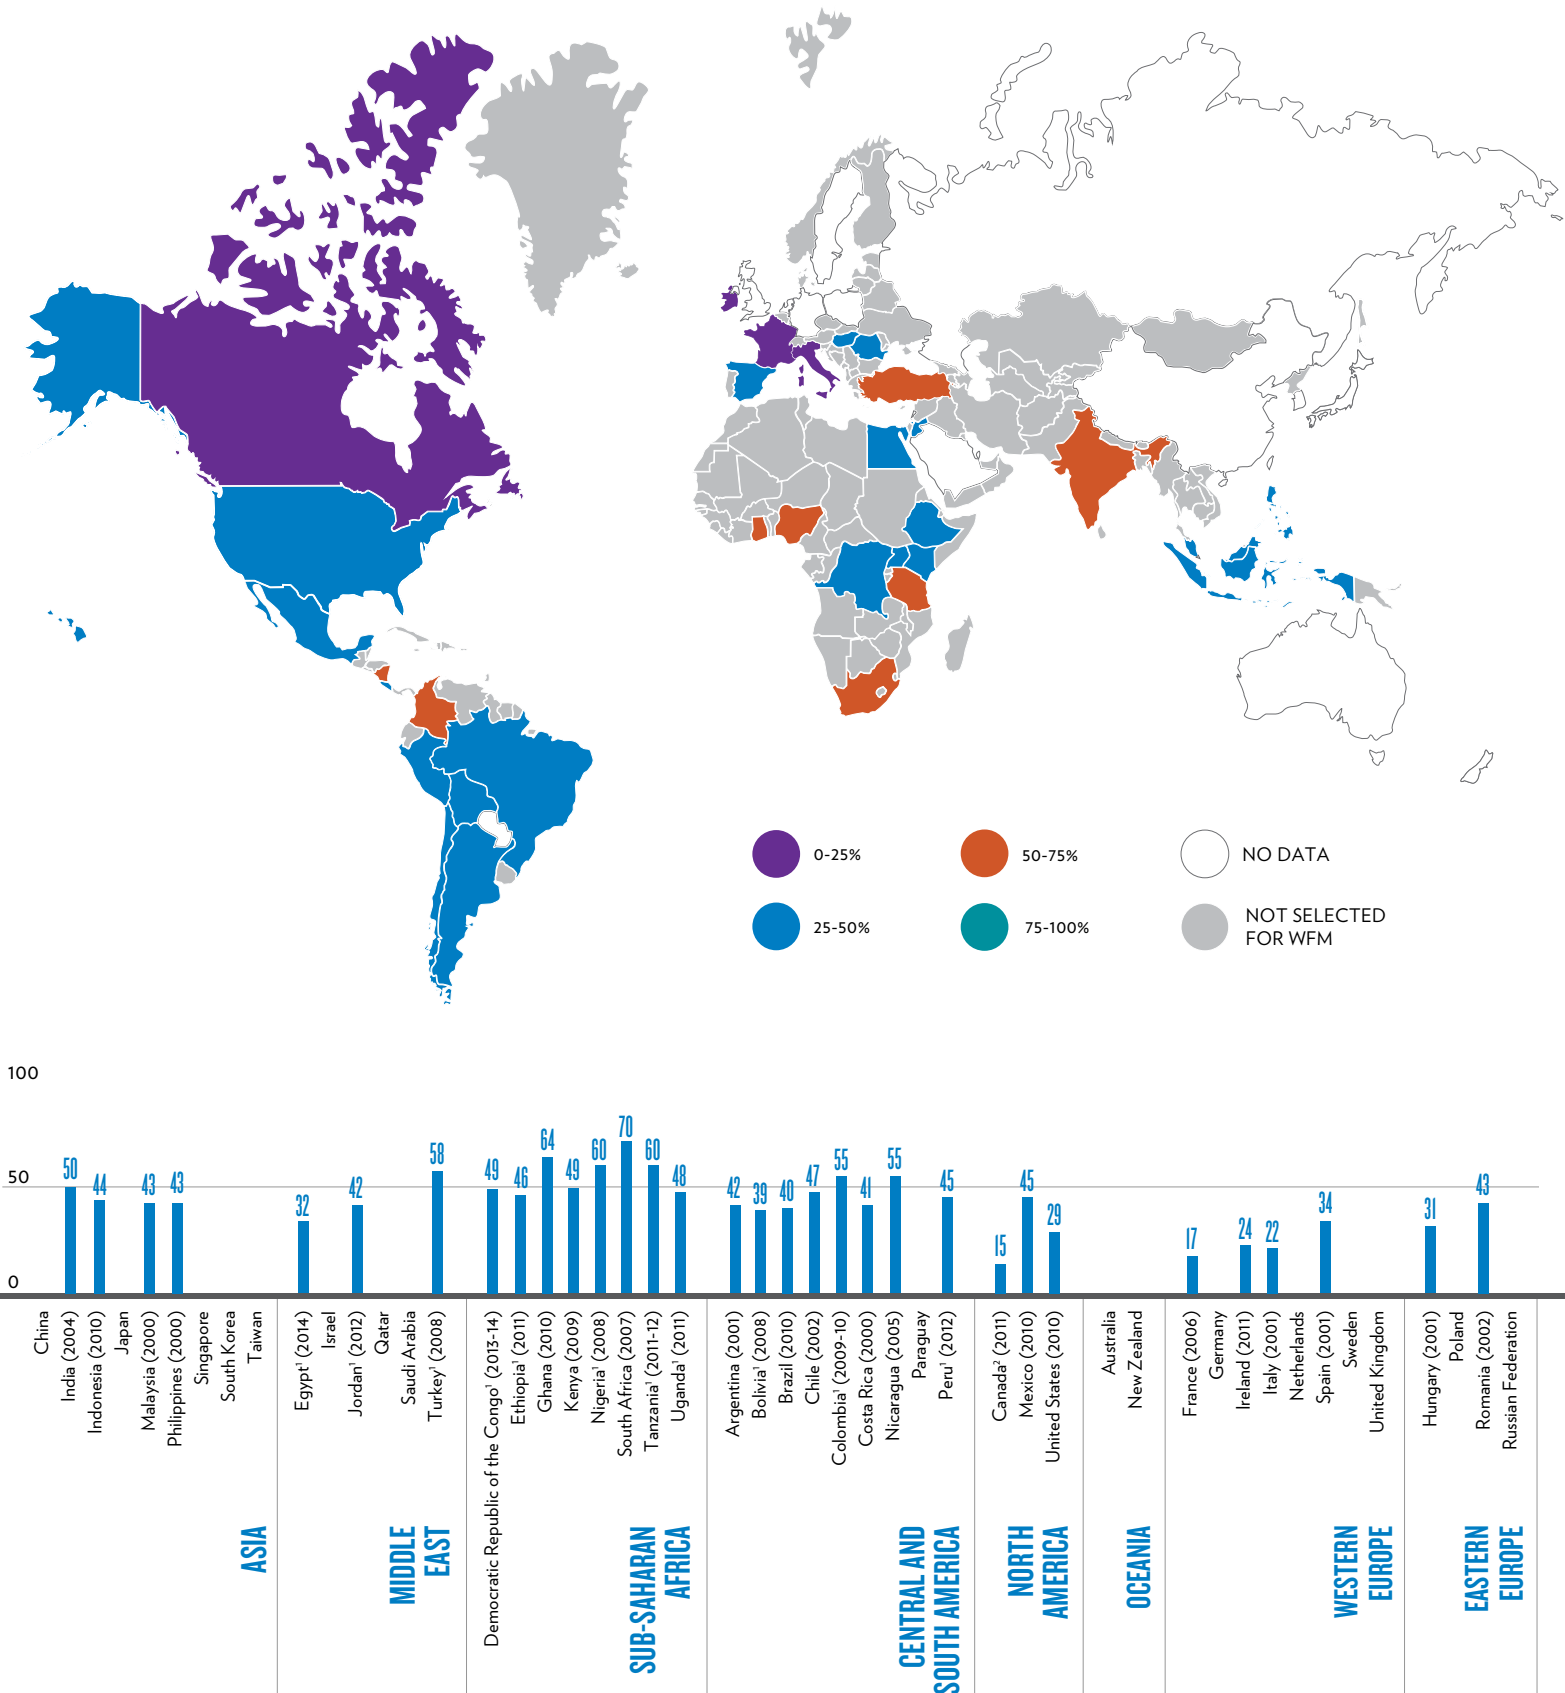 0-25%
50-75%
NO DATA
25-50%
75-100%
NOT SELECTED
FOR WFM
100
50
0
50
44
43
43
32
42
58
49
46
64
49
60
70
60
48
42
39
40
47
55
41
55
45
15
45
29
17
24
22
34
31
43
China
India (2004)
Indonesia (2010)
Japan
Malaysia (2000)
Philippines (2000)
Singapore
South Korea
Taiwan
Egypt¹ (2014)
Israel
Jordan¹ (2012)
Qatar
Saudi Arabia
Turkey¹ (2008)
Democratic Republic of the Congo¹ (2013-14)
Ethiopia¹ (2011)
Ghana (2010)
Kenya (2009)
Nigeria¹ (2008)
South Africa (2007)
Tanzania¹ (2011-12)
Uganda¹ (2011)
Argentina (2001)
Bolivia¹ (2008)
Brazil (2010)
Chile (2002)
Colombia¹ (2009-10)
Costa Rica (2000)
Nicaragua (2005)
Paraguay
Peru¹ (2012)
Canada² (2011)
Mexico (2010)
United States (2010)
Australia
New Zealand
France (2006)
Germany
Ireland (2011)
Italy (2001)
Netherlands
Spain (2001)
Sweden
United Kingdom
Hungary (2001)
Poland
Romania (2002)
Russian Federation
ASIA
MIDDLE
EAST
SUB-SAHARAN
AFRICA
CENTRAL AND
SOUTH AMERICA
NORTH
AMERICA
OCEANIA
WESTERN
EUROPE
EASTERN
EUROPE